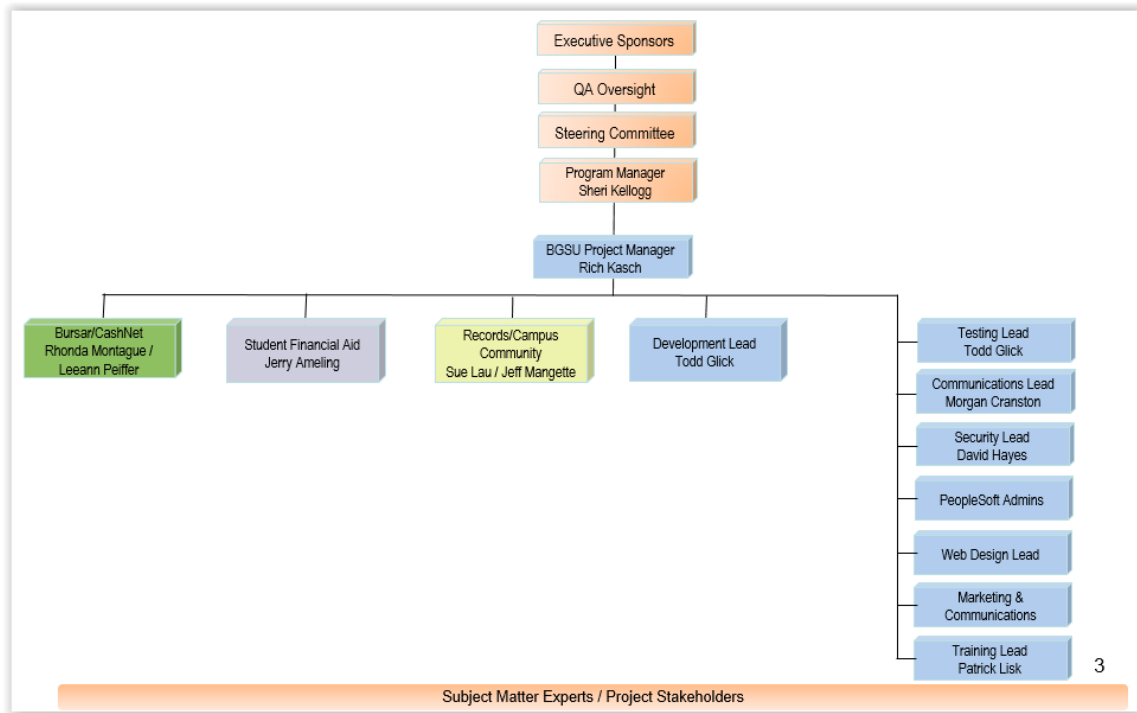 Executive Sponsors
QA Oversight
Steering Committee
Program Manager
Sheri Kellogg
BGSU Project Manager
Rich Kasch
Bursar/CashNet
Rhonda Montague /
Leeann Peiffer
Student Financial Aid
Jerry Ameling
Records/Campus
Community
Sue Lau / Jeff Mangette
Development Lead
Todd Glick
Testing Lead
Todd Glick
Communications Lead
Morgan Cranston
Security Lead
David Hayes
PeopleSoft Admins
Web Design Lead
Marketing &
Communications
Training Lead
Patrick Lisk
3
Subject Matter Experts / Project Stakeholders